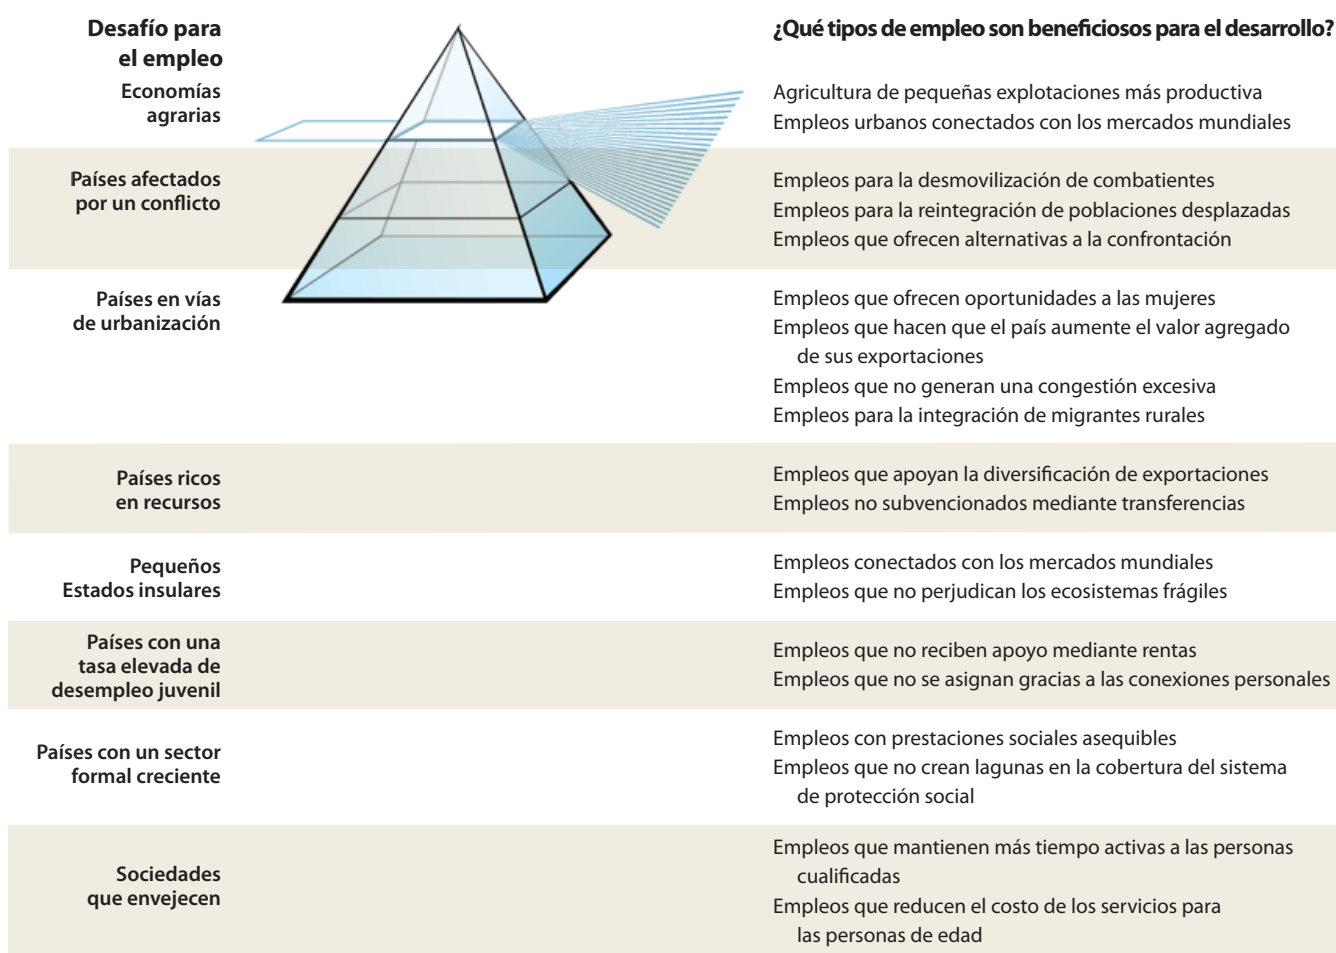 Desafío para
el empleo
¿Qué tipos de empleo son beneficiosos para el desarrollo?
Economías
agrarias
Agricultura de pequeñas explotaciones más productiva
Empleos urbanos conectados con los mercados mundiales
Países afectados
por un conflicto
Empleos para la desmovilización de combatientes
Empleos para la reintegración de poblaciones desplazadas
Empleos que ofrecen alternativas a la confrontación
Países en vías
de urbanización
Empleos que ofrecen oportunidades a las mujeres
Empleos que hacen que el país aumente el valor agregado
de sus exportaciones
Empleos que no generan una congestión excesiva
Empleos para la integración de migrantes rurales
Países ricos
en recursos
Empleos que apoyan la diversificación de exportaciones
Empleos no subvencionados mediante transferencias
Pequeños
Estados insulares
Empleos conectados con los mercados mundiales
Empleos que no perjudican los ecosistemas frágiles
Países con una
tasa elevada de
desempleo juvenil
Empleos que no reciben apoyo mediante rentas
Empleos que no se asignan gracias a las conexiones personales
Países con un sector
formal creciente
Empleos con prestaciones sociales asequibles
Empleos que no crean lagunas en la cobertura del sistema
de protección social
Sociedades
que envejecen
Empleos que mantienen más tiempo activas a las personas
cualificadas
Empleos que reducen el costo de los servicios para
las personas de edad